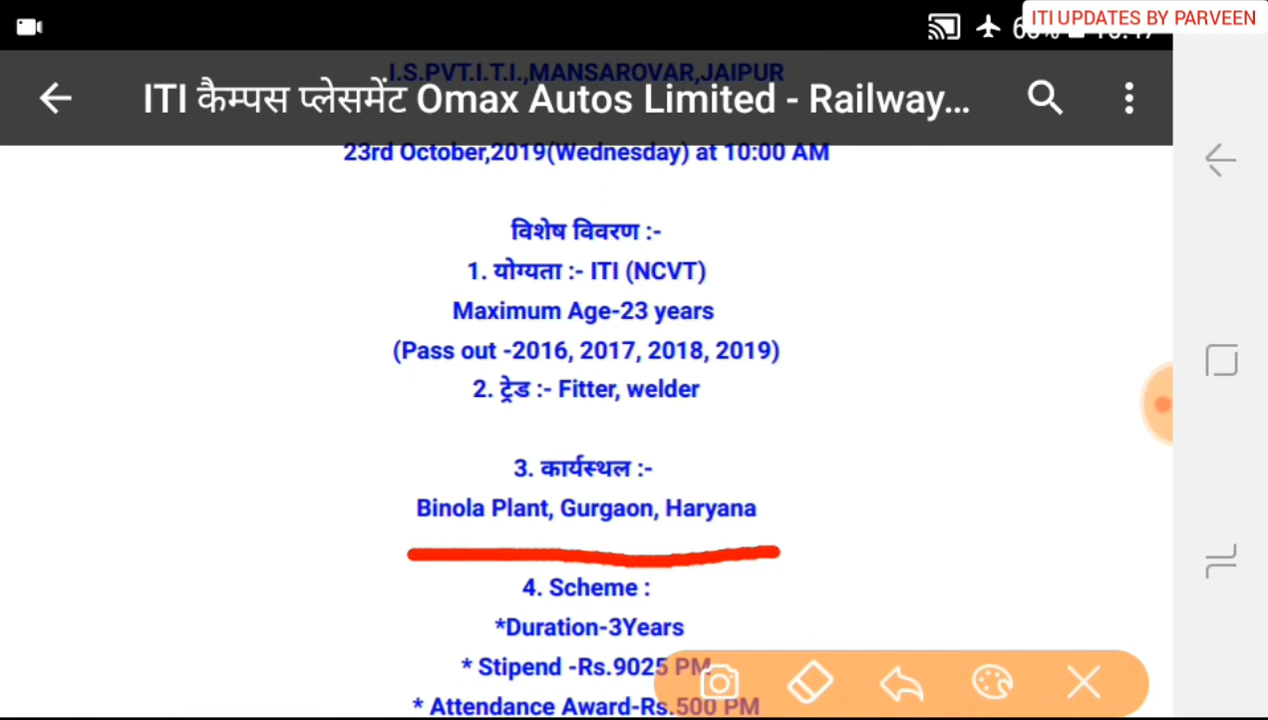 ITI UPDATES BY PARVEEN
I.S.PVT.I.T.I.,MANSAROVAR,JAIPUR
ITI कैम्पस प्लेसमेंट Omax Autos Limited - Railway...
23rd October,2019(Wednesday) at 10:00 AM
विशेष विवरण :-
1. योग्यता :- ITI (NCVT)
Maximum Age-23 years
(Pass out -2016, 2017, 2018, 2019)
2. ट्रेड :- Fitter, welder
3. कार्यस्थल :-
Binola Plant, Gurgaon, Haryana
4. Scheme :
*Duration-3Years
* Stipend -Rs.9025 PM
* Attendance Award-Rs.500 PM